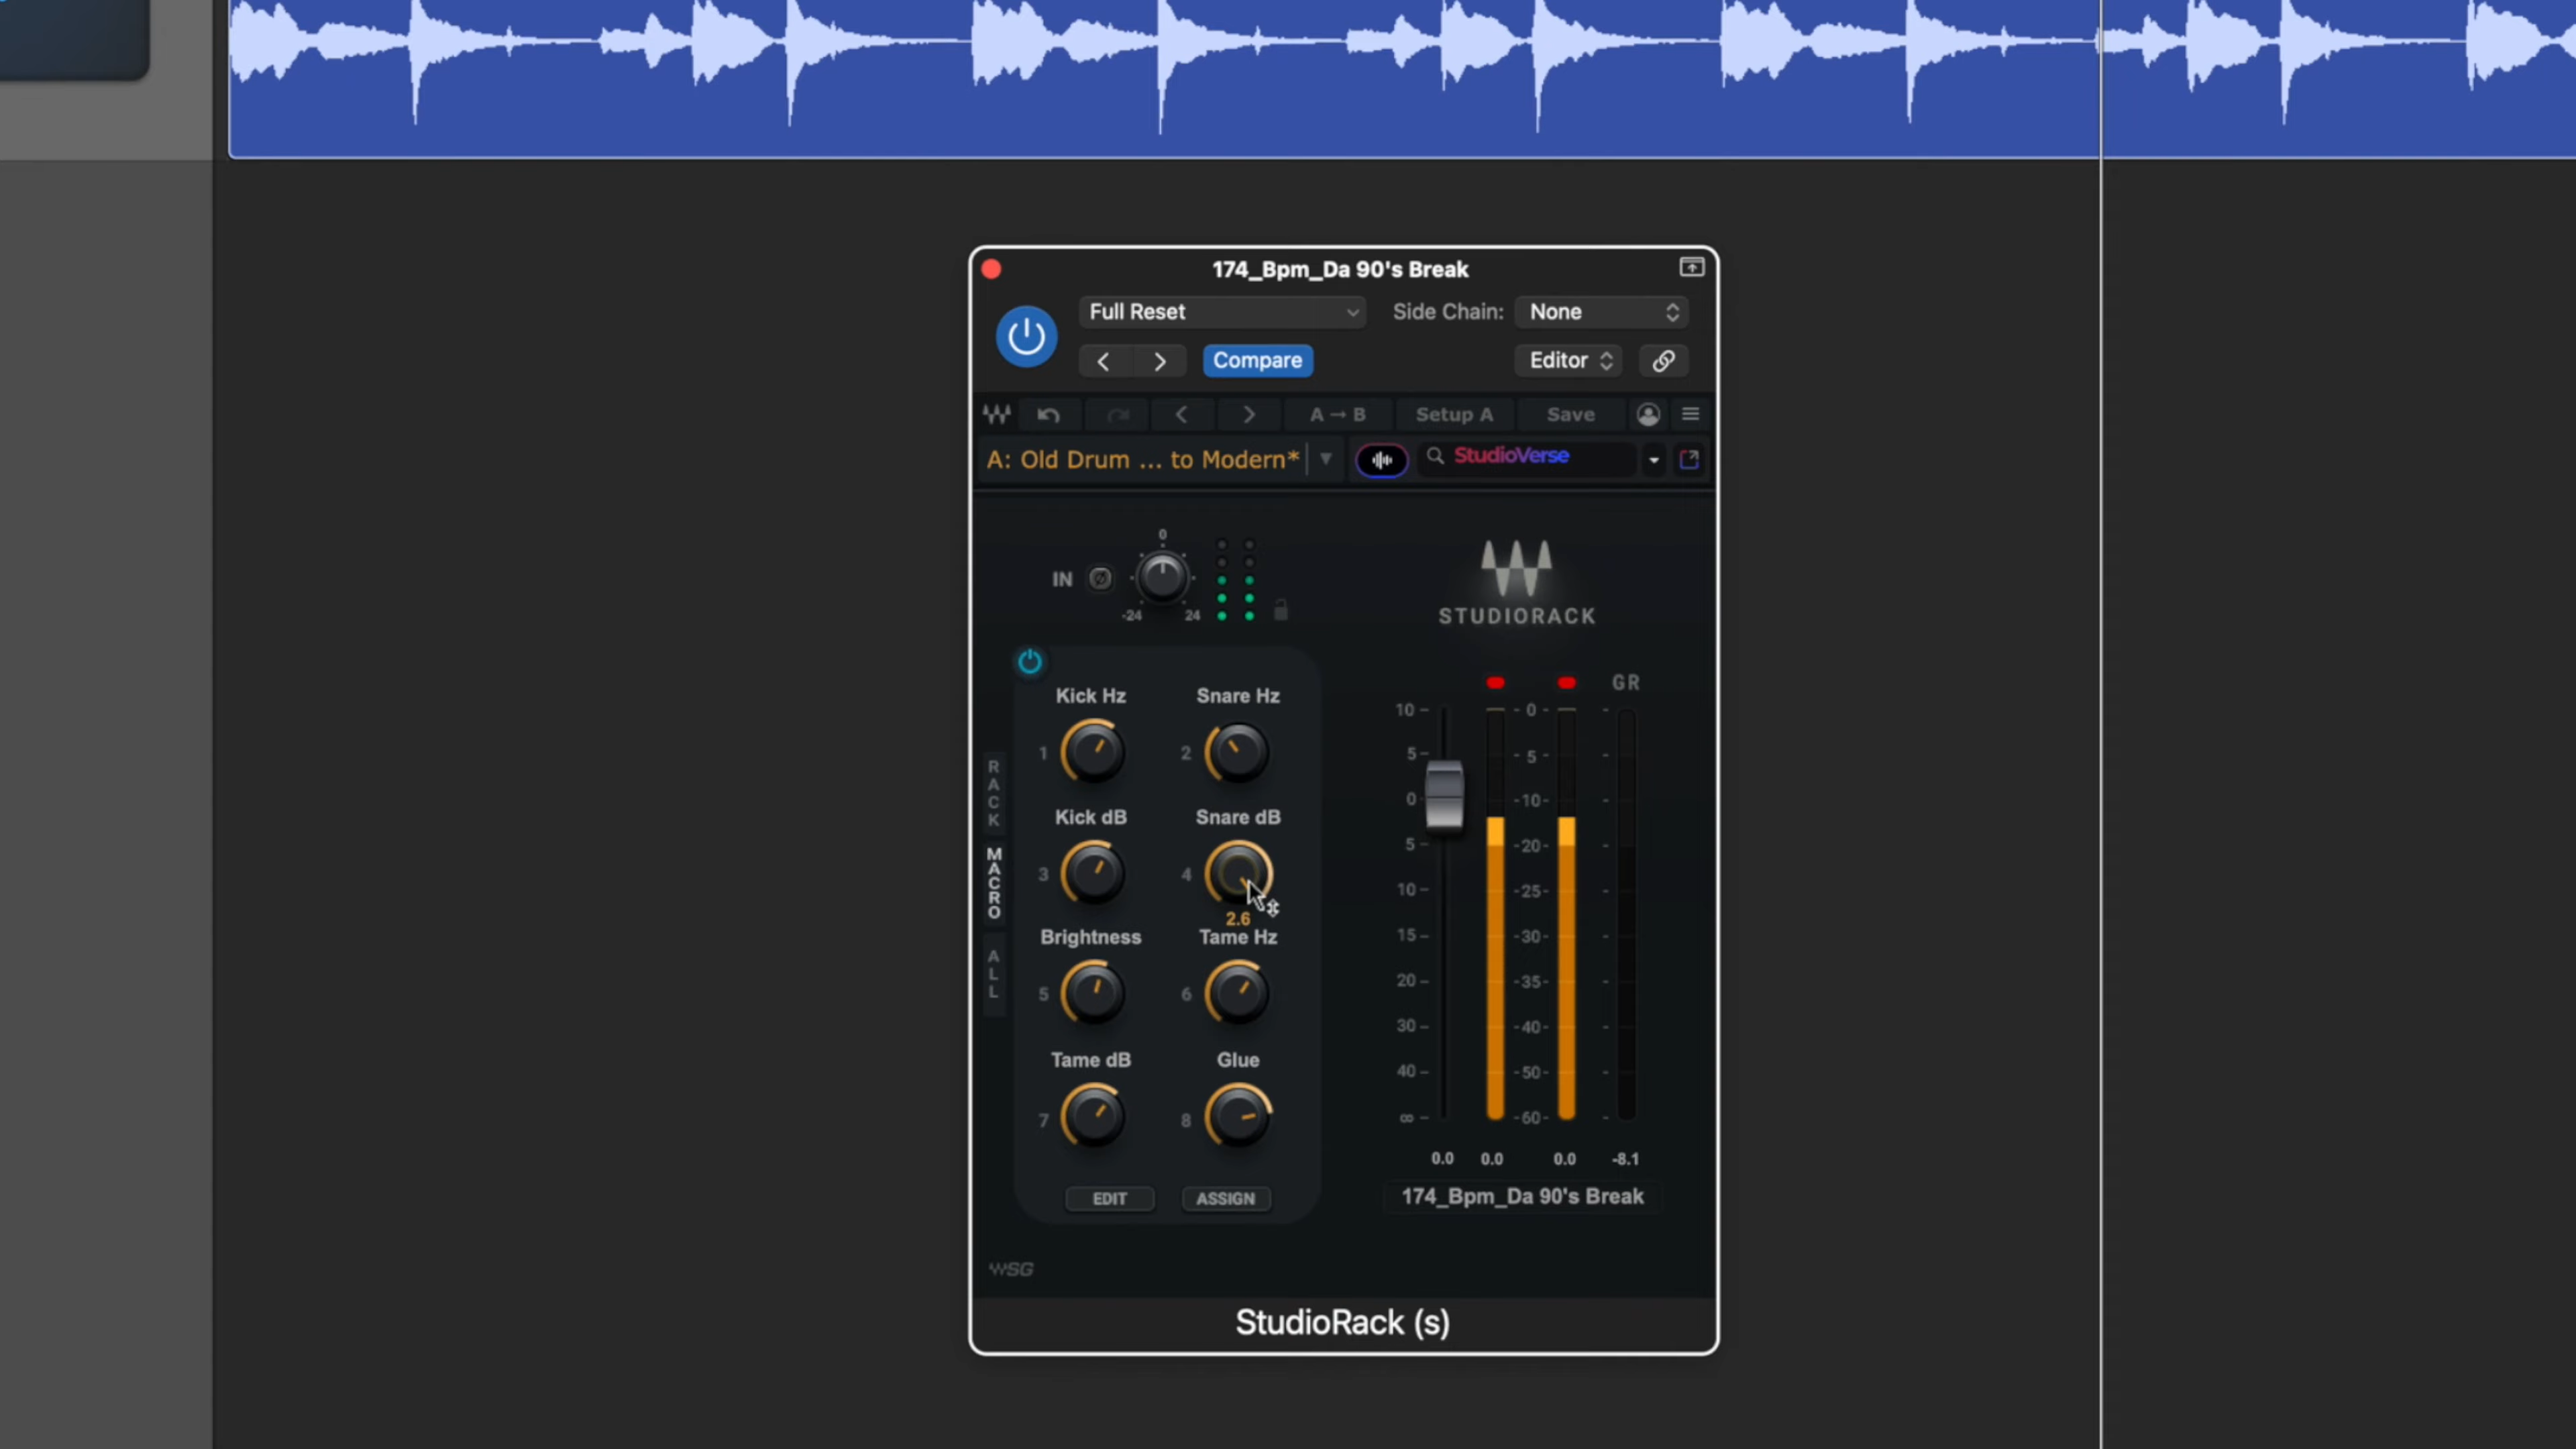 174_Bpm_Da 90's Break
Full Reset
Side Chain: None
Compare
Editor
A → B
Setup A
Save
A: Old Drum ... to Modern*
StudioVerse
IN
0
-24
24
STUDIORACK
RACK
MACRO
ALL
Kick Hz
Snare Hz
1
2
Kick dB
Snare dB
3
4
2.6
Brightness
Tame Hz
5
6
Tame dB
Glue
7
8
EDIT
ASSIGN
GR
10
5
0
5
10
15
20
30
40
∞
- 0 -
- 5 -
-10-
-20-
-25-
-30-
-35-
-40-
-50-
-60-
0.0
0.0
0.0
-8.1
174_Bpm_Da 90's Break
WSG
StudioRack (s)